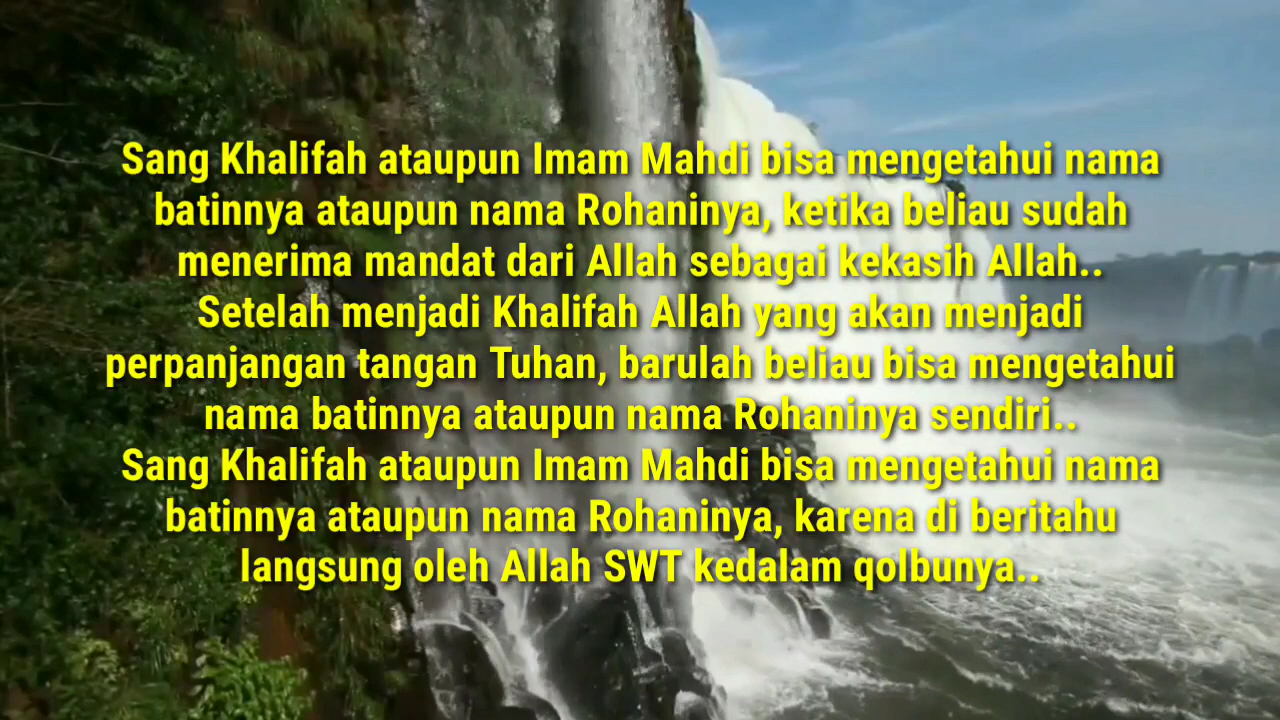 Sang Khalifah ataupun Imam Mahdi bisa mengetahui nama
batinnya ataupun nama Rohaninya, ketika beliau sudah
menerima mandat dari Allah sebagai kekasih Allah..
Setelah menjadi Khalifah Allah yang akan menjadi
perpanjangan tangan Tuhan, barulah beliau bisa mengetahui
nama batinnya ataupun nama Rohaninya sendiri..
Sang Khalifah ataupun Imam Mahdi bisa mengetahui nama
batinnya ataupun nama Rohaninya, karena di beritahu
langsung oleh Allah SWT kedalam qolbunya..